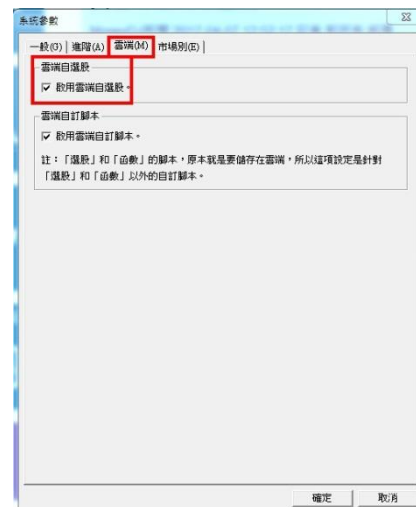 系統參數
一般(G) 進階(A) 雲端(M) 市場別(E)
雲端自選股
啟用雲端自選股。
雲端自訂腳本
啟用雲端自訂腳本。
註：「選股」和「函數」的腳本，原本就是要儲存在雲端，所以這項設定是針對
「選股」和「函數」以外的自訂腳本。
確定 取消